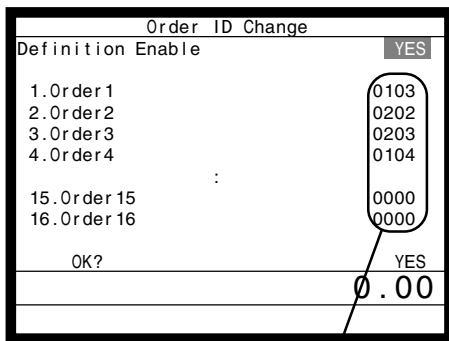 Order ID Change
Definition Enable YES
1.Order1 0103
2.Order2 0202
3.Order3 0203
4.Order4 0104
:
15.Order15 0000
16.Order16 0000
OK? YES
0.00